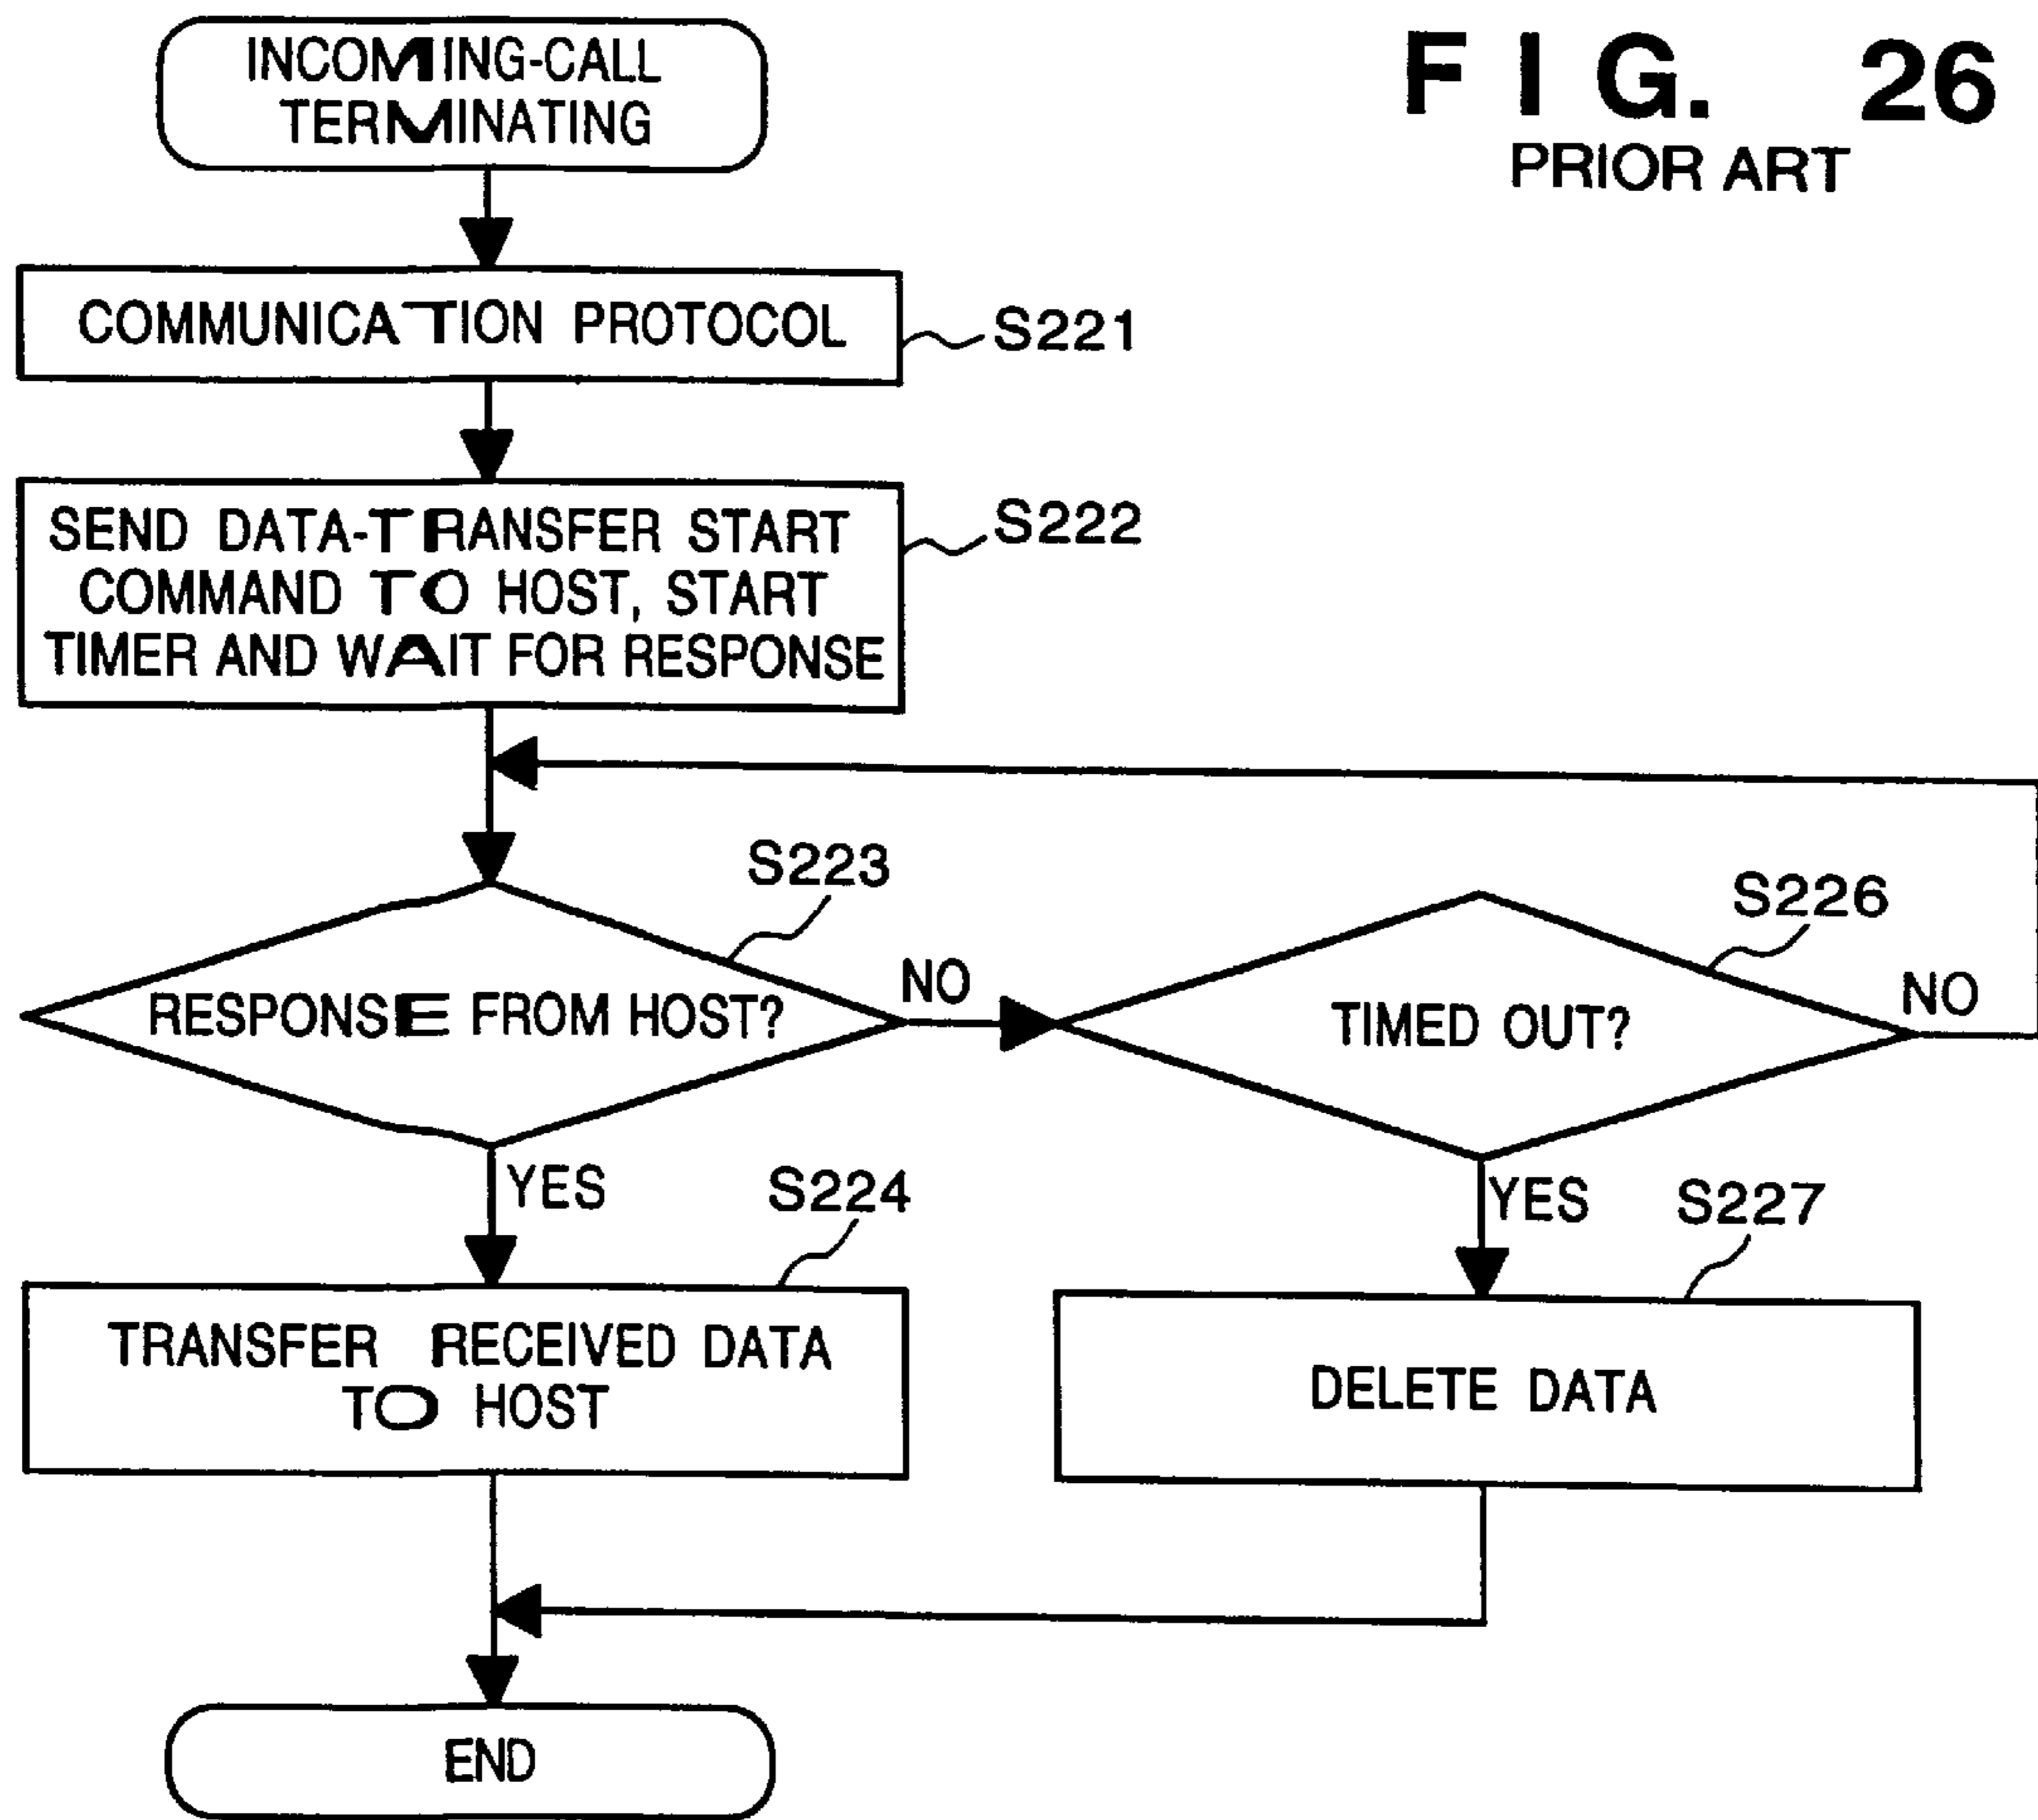 FIG. 26
PRIOR ART
INCOMING-CALL
TERMINATING
COMMUNICATION PROTOCOL
S221
SEND DATA-TRANSFER START
COMMAND TO HOST, START
TIMER AND WAIT FOR RESPONSE
S222
RESPONSE FROM HOST?
S223
NO
TIMED OUT?
S226
NO
YES
S224
YES
S227
TRANSFER RECEIVED DATA
TO HOST
DELETE DATA
END